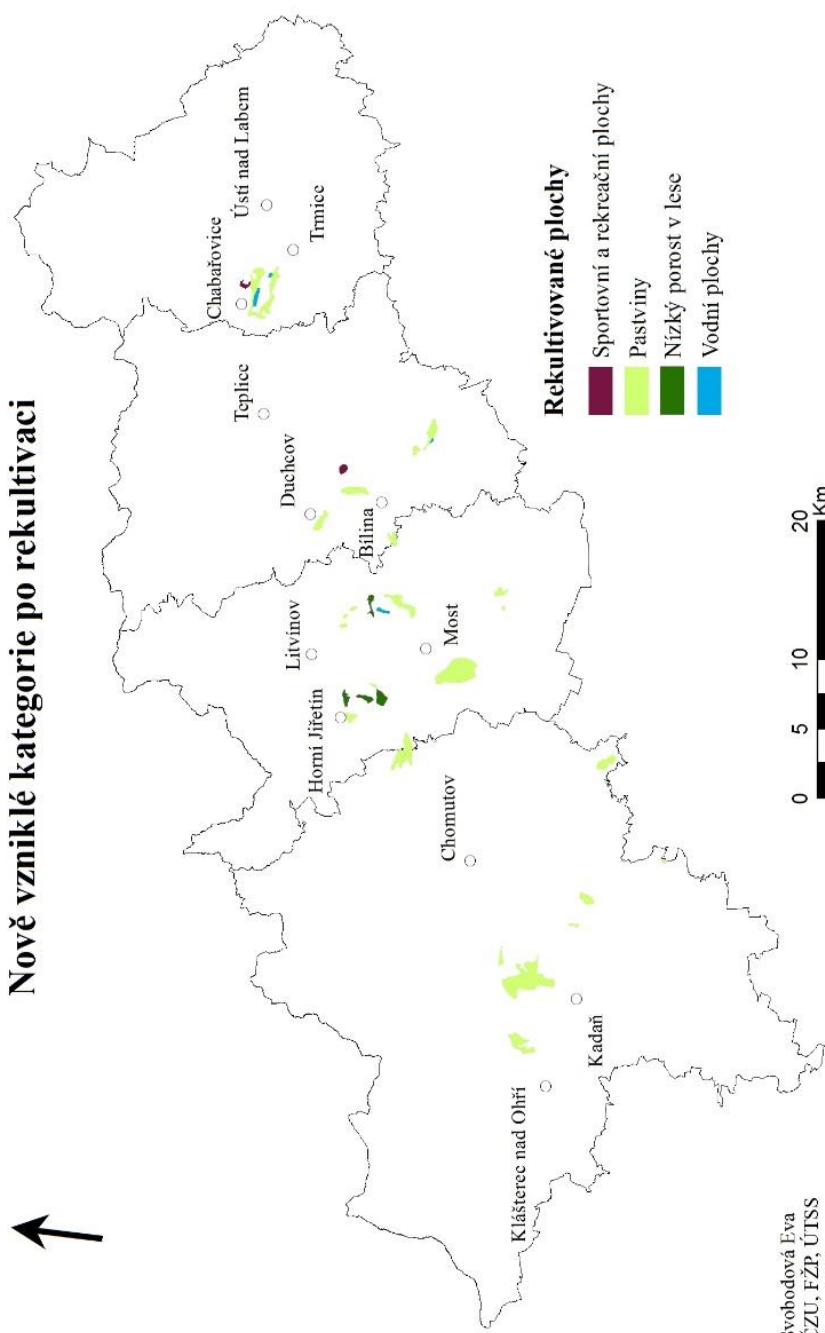 Nově vzniklé kategorie po rekultivaci
Chabařovice
Ústí nad Labem
Trmice
Teplice
Duchcov
Bílina
Litvínov
Most
Horní Jiřetín
Chomutov
Kadaň
Klášterec nad Ohří
Rekultivované plochy
Sportovní a rekreační plochy
Pastviny
Nízký porost v lese
Vodní plochy
0 5 10 20
Km
Svobodová Eva
ČZU, FŽP, ÚTSS